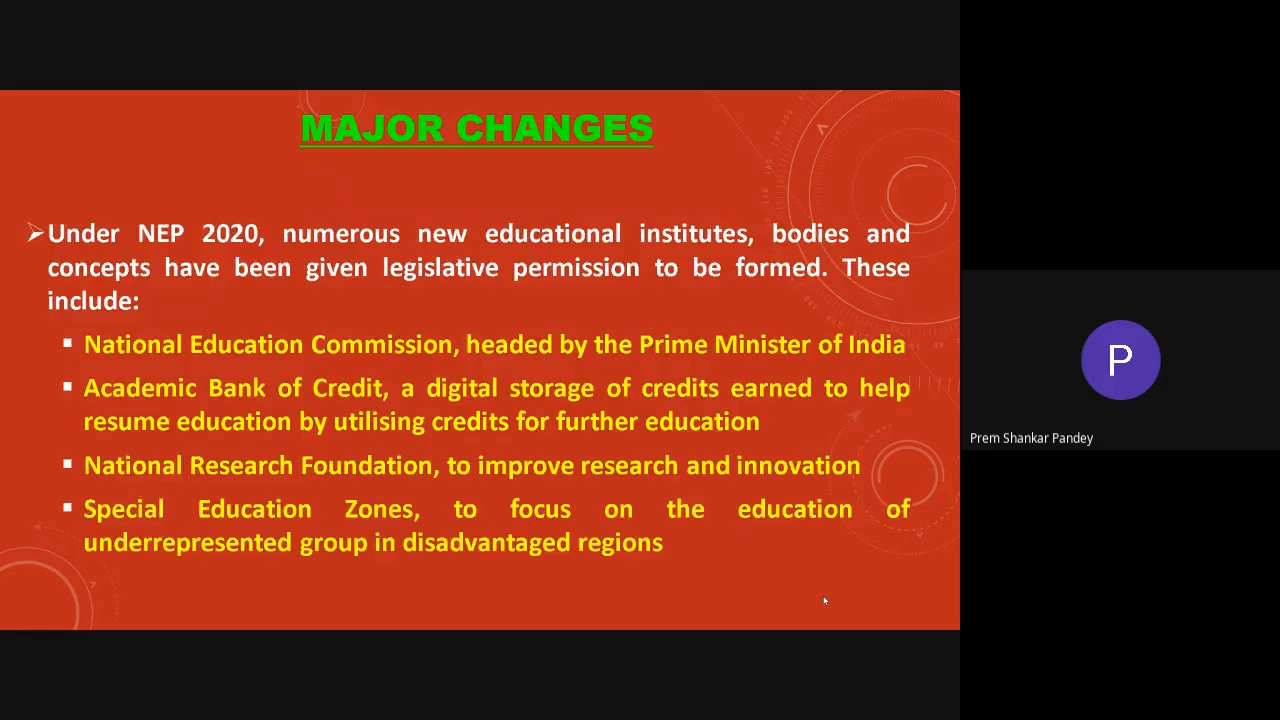 MAJOR CHANGES
Under NEP 2020, numerous new educational institutes, bodies and
concepts have been given legislative permission to be formed. These
include:
National Education Commission, headed by the Prime Minister of India
Academic Bank of Credit, a digital storage of credits earned to help
resume education by utilising credits for further education
National Research Foundation, to improve research and innovation
Special Education Zones, to focus on the education of
underrepresented group in disadvantaged regions
P
Prem Shankar Pandey